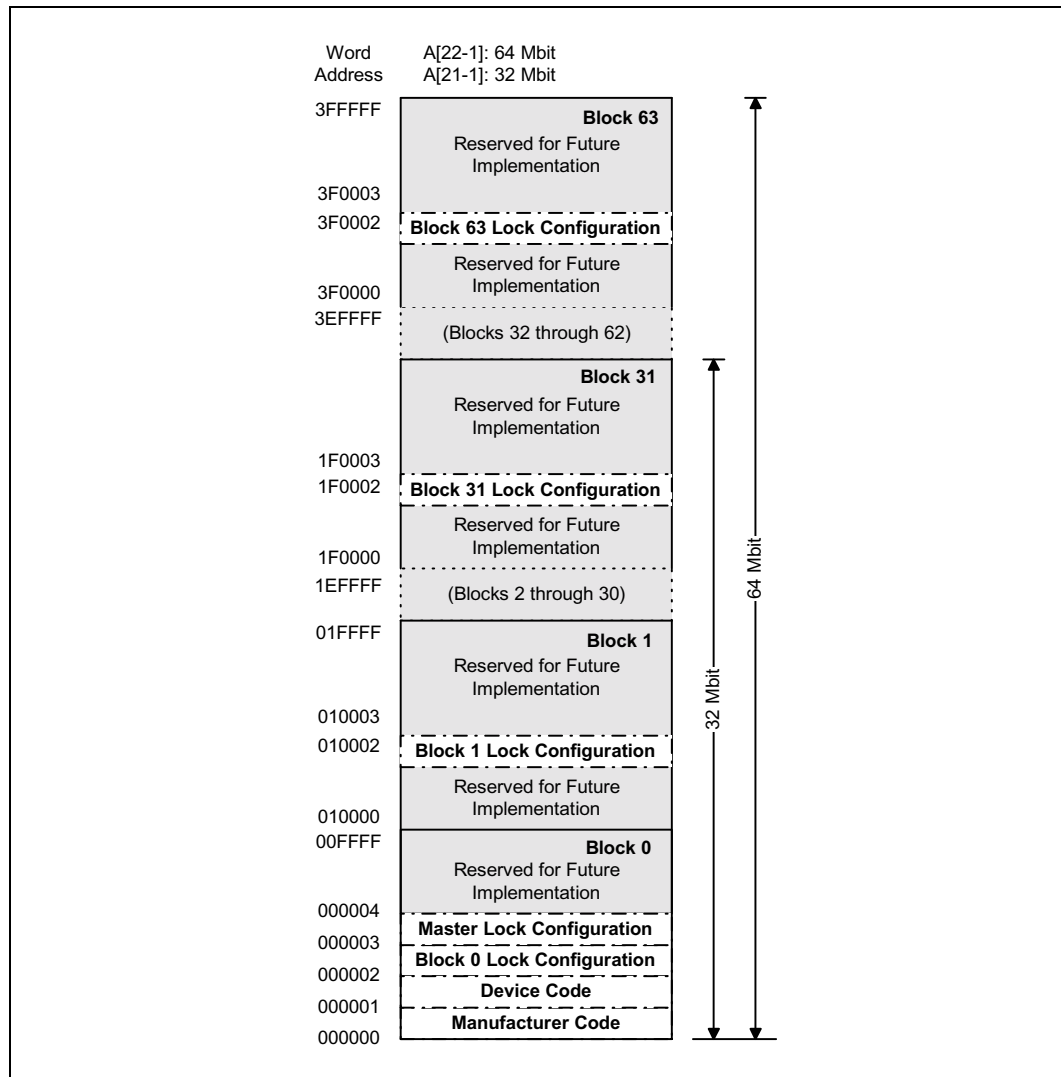 Word Address
A[22-1]: 64 Mbit
A[21-1]: 32 Mbit
3FFFFF
Block 63
Reserved for Future
Implementation
3F0003
3F0002
Block 63 Lock Configuration
Reserved for Future
Implementation
3F0000
3EFFFF
(Blocks 32 through 62)
Block 31
Reserved for Future
Implementation
1F0003
1F0002
Block 31 Lock Configuration
Reserved for Future
Implementation
1F0000
1EFFFF
(Blocks 2 through 30)
01FFFF
Block 1
Reserved for Future
Implementation
010003
010002
Block 1 Lock Configuration
Reserved for Future
Implementation
010000
00FFFF
Block 0
Reserved for Future
Implementation
000004
Master Lock Configuration
000003
Block 0 Lock Configuration
000002
Device Code
000001
Manufacturer Code
000000
32 Mbit
64 Mbit